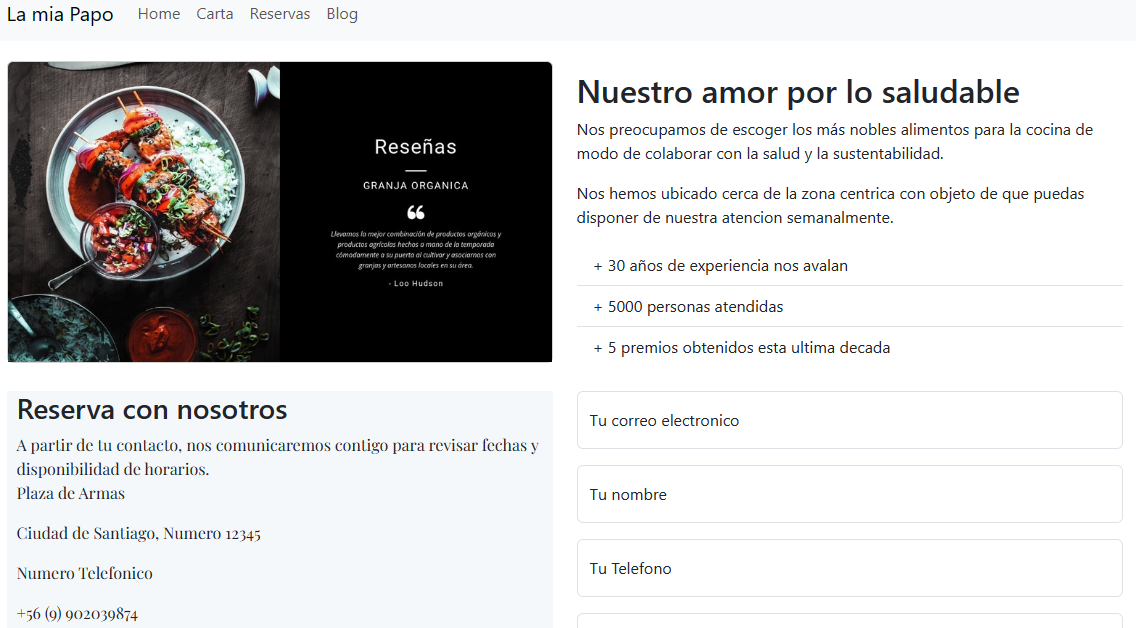 La mia Papo Home Carta Reservas Blog
Reseñas
GRANJA ORGANICA
“
Llevamos la mejor combinación de productos orgánicos y
productos agrícolas hechos a mano de la temporada
cómodamente a su puerta al cultivar y asociarnos con
granjas y artesanos locales en su área.
- Loo Hudson
Nuestro amor por lo saludable
Nos preocupamos de escoger los más nobles alimentos para la cocina de
modo de colaborar con la salud y la sustentabilidad.
Nos hemos ubicado cerca de la zona centrica con objeto de que puedas
disponer de nuestra atencion semanalmente.
+ 30 años de experiencia nos avalan
+ 5000 personas atendidas
+ 5 premios obtenidos esta ultima decada
Reserva con nosotros
A partir de tu contacto, nos comunicaremos contigo para revisar fechas y
disponibilidad de horarios.
Plaza de Armas
Ciudad de Santiago, Numero 12345
Numero Telefonico
+56 (9) 902039874
Tu correo electronico
Tu nombre
Tu Telefono